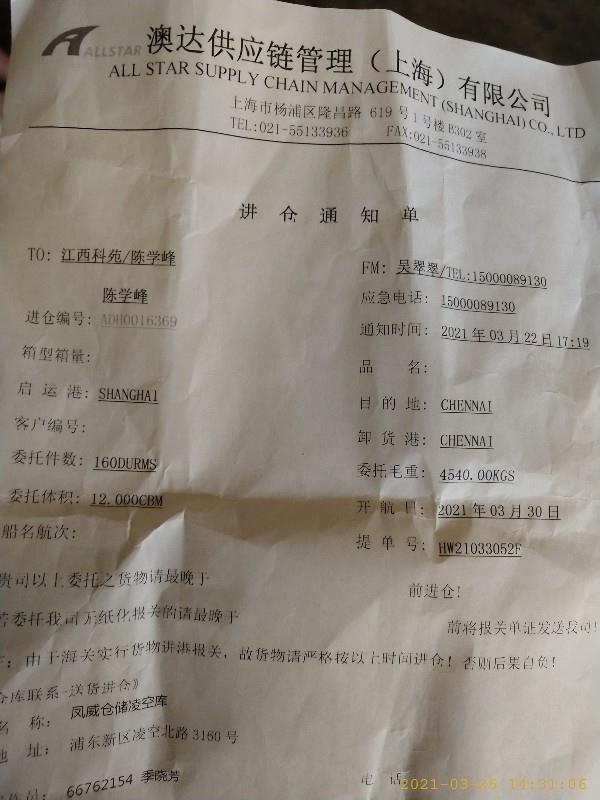 ALLSTAR 澳达供应链管理（上海）有限公司
ALL STAR SUPPLY CHAIN MANAGEMENT (SHANGHAI) CO., LTD
上海市杨浦区隆昌路 619 号 1 号楼 B302 室
TEL:021-55133936 FAX:021-55133938
进仓通知单
TO: 江西科苑/陈学峰 FM: 吴翠翠/TEL:15000089130
陈学峰 应急电话: 15000089130
进仓编号: ADH0016369 通知时间: 2021 年 03 月 22 日 17:19
箱型箱量: 品 名:
启运港: SHANGHAI 目的地: CHENNAI
客户编号: 卸货港: CHENNAI
委托件数: 160DURMS 委托毛重: 4540.00KGS
委托体积: 12.000CBM 开航日: 2021 年 03 月 30 日
船名航次: 提单号: HW21033052F
贵司以上委托之货物请最晚于 前进仓!
若委托我司无纸化报关的请最晚于 前将报关单证发送我司!
由上海关实行货物进港报关，故货物请严格按以上时间进仓! 否则后果自负!
仓库联系-送货进仓》
名 称: 凤威仓储凌空库
地 址: 浦东新区凌空北路 3160 号
66762154 季晓芳 电 话
2021-03-25 14:31:06